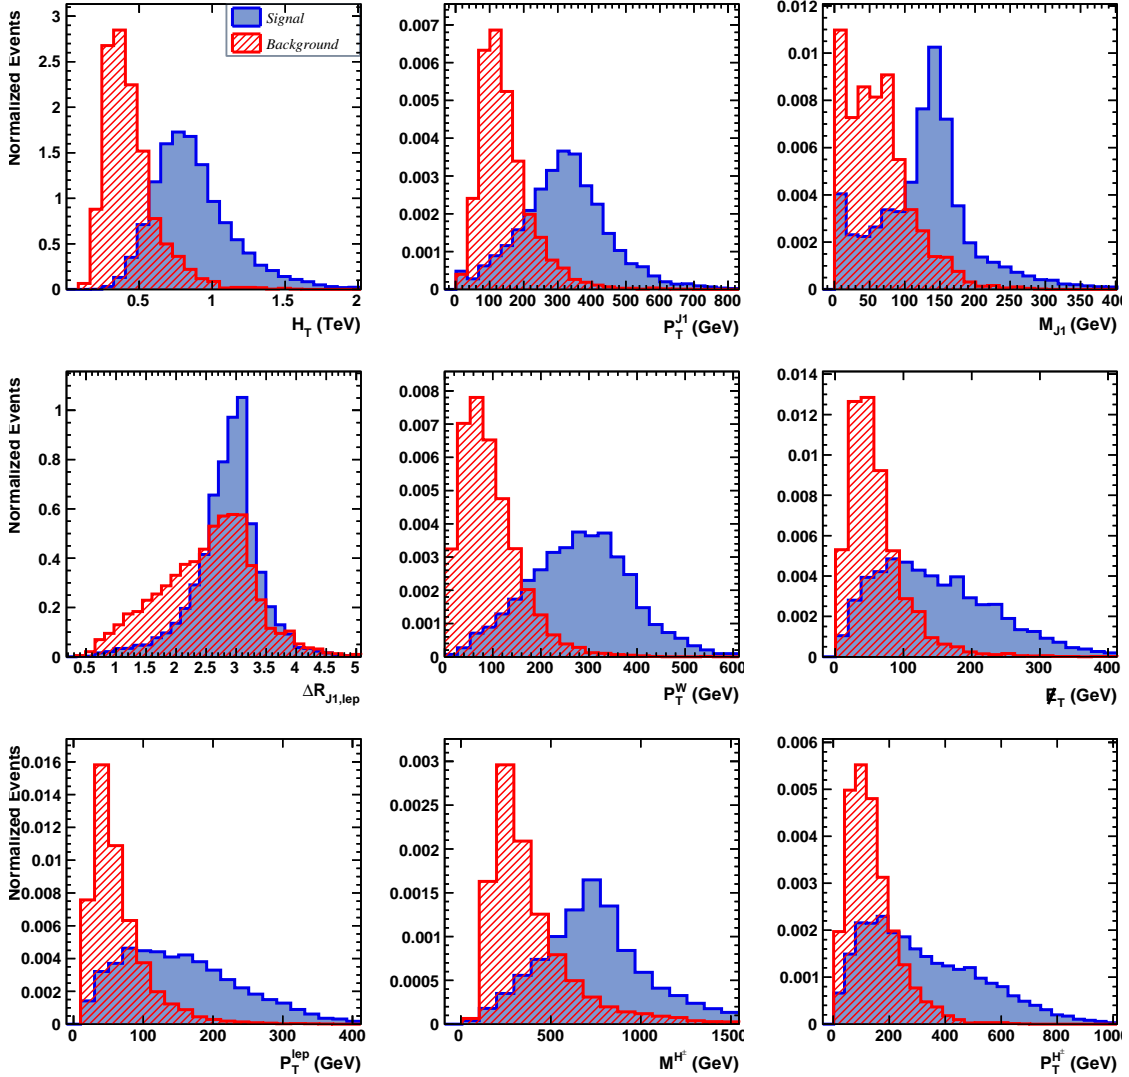 Normalized Events
3
2.5
2
1.5
1
0.5
0
0.5 1 1.5 2
H_T (TeV)
Signal
Background
0.007
0.006
0.005
0.004
0.003
0.002
0.001
0
0 100 200 300 400 500 600 700 800
P_T^J1 (GeV)
0.012
0.01
0.008
0.006
0.004
0.002
0
0 50 100 150 200 250 300 350 400
M_J1 (GeV)
Normalized Events
1
0.8
0.6
0.4
0.2
0
0.5 1 1.5 2 2.5 3 3.5 4 4.5 5
ΔR_J1,lep
0.008
0.007
0.006
0.005
0.004
0.003
0.002
0.001
0
0 100 200 300 400 500 600
P_T^W (GeV)
0.014
0.012
0.01
0.008
0.006
0.004
0.002
0
0 100 200 300 400
E̸_T (GeV)
Normalized Events
0.016
0.014
0.012
0.01
0.008
0.006
0.004
0.002
0
0 100 200 300 400
P_T^lep (GeV)
0.003
0.0025
0.002
0.0015
0.001
0.0005
0
0 500 1000 1500
M^H^± (GeV)
0.006
0.005
0.004
0.003
0.002
0.001
0
0 200 400 600 800 1000
P_T^H^± (GeV)